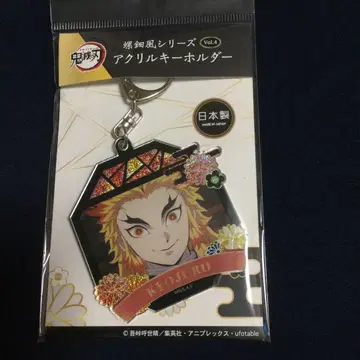 鬼滅の刃
螺鈿風シリーズ Vol.4
アクリルキーホルダー
日本製
MADE IN JAPAN
KYOJURO
© 吾峠呼世晴／集英社・アニプレックス・ufotable